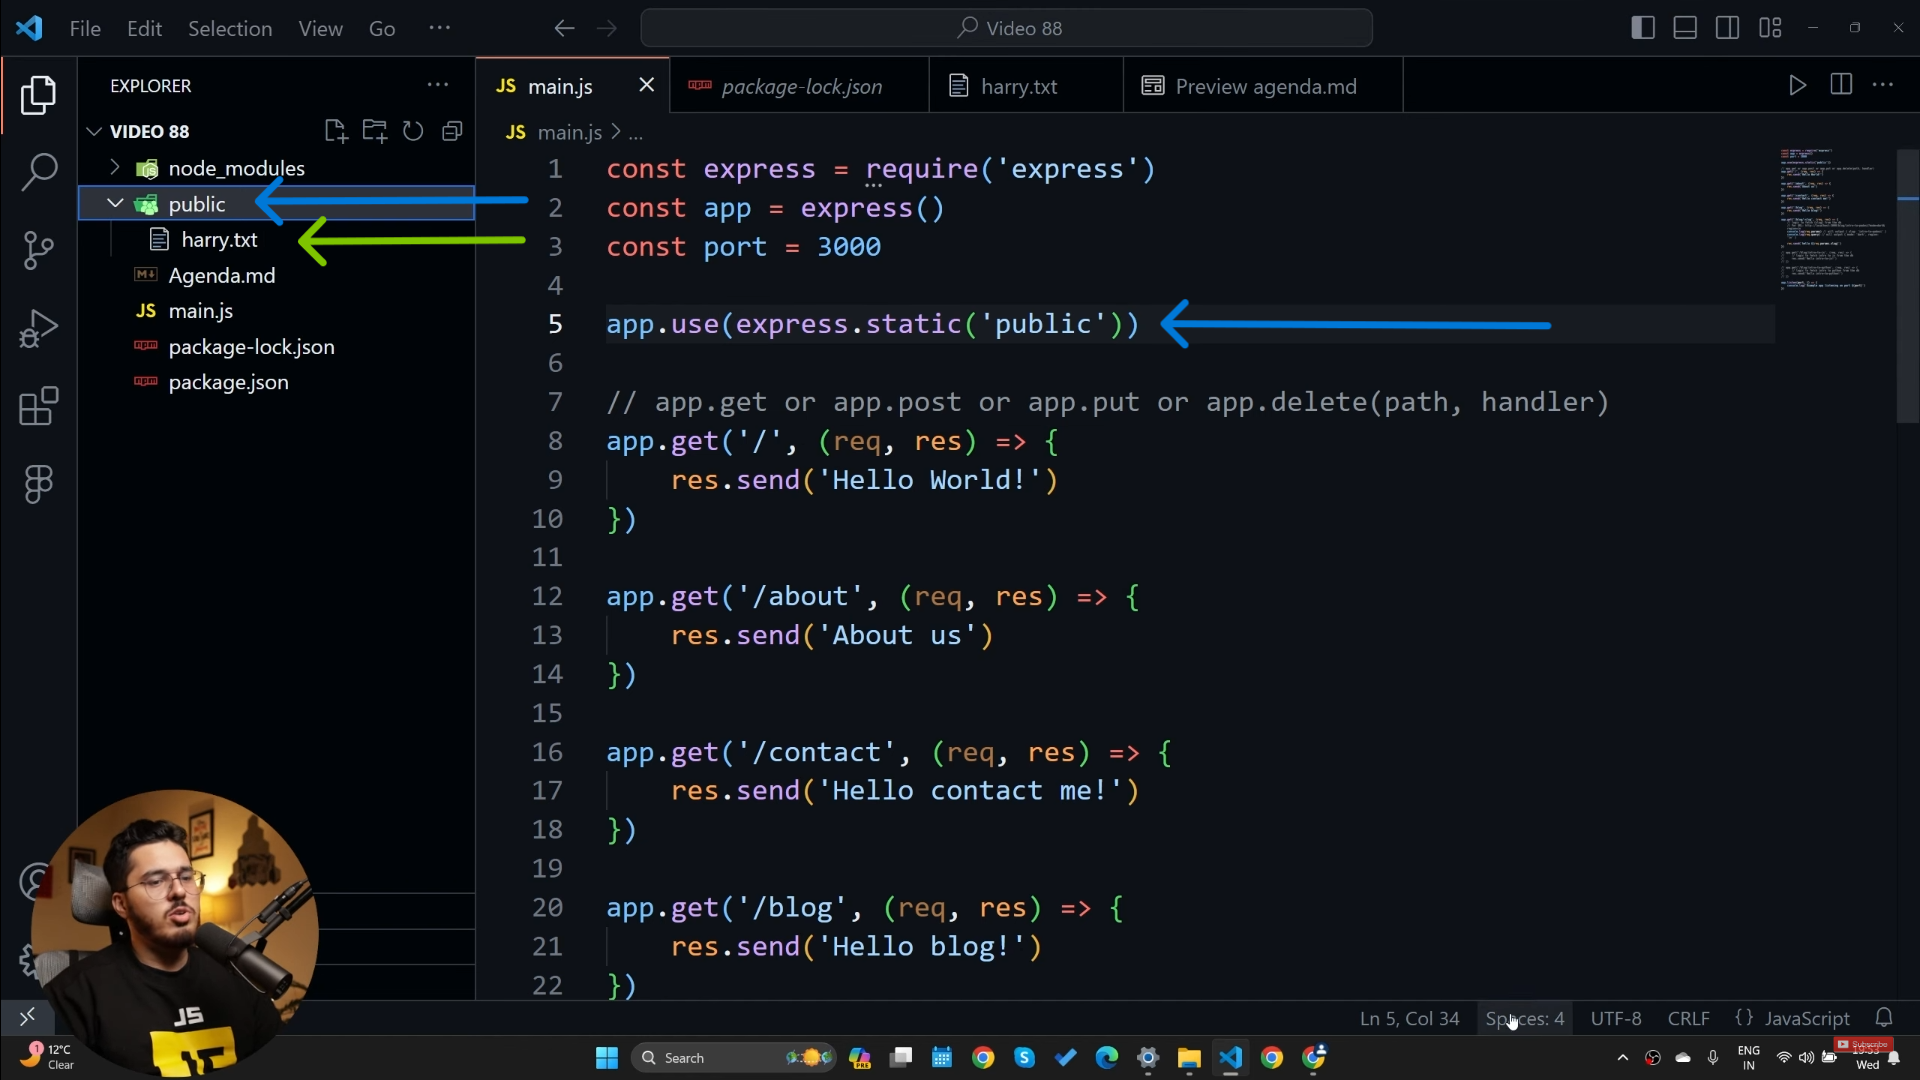 File Edit Selection View Go ···
Video 88
EXPLORER
JS main.js
package-lock.json
harry.txt
Preview agenda.md
VIDEO 88
JS main.js > ...
node_modules
public
harry.txt
Agenda.md
JS main.js
package-lock.json
package.json
1 const express = require('express')
2 const app = express()
3 const port = 3000
4
5 app.use(express.static('public'))
6
7 // app.get or app.post or app.put or app.delete(path, handler)
8 app.get('/', (req, res) => {
9 res.send('Hello World!')
10 })
11
12 app.get('/about', (req, res) => {
13 res.send('About us')
14 })
15
16 app.get('/contact', (req, res) => {
17 res.send('Hello contact me!')
18 })
19
20 app.get('/blog', (req, res) => {
21 res.send('Hello blog!')
22 })
JS
Ln 5, Col 34 Spaces: 4 UTF-8 CRLF {} JavaScript
1 12°C
Clear
Search
PRE
ENG
IN
Subscribe
Wed